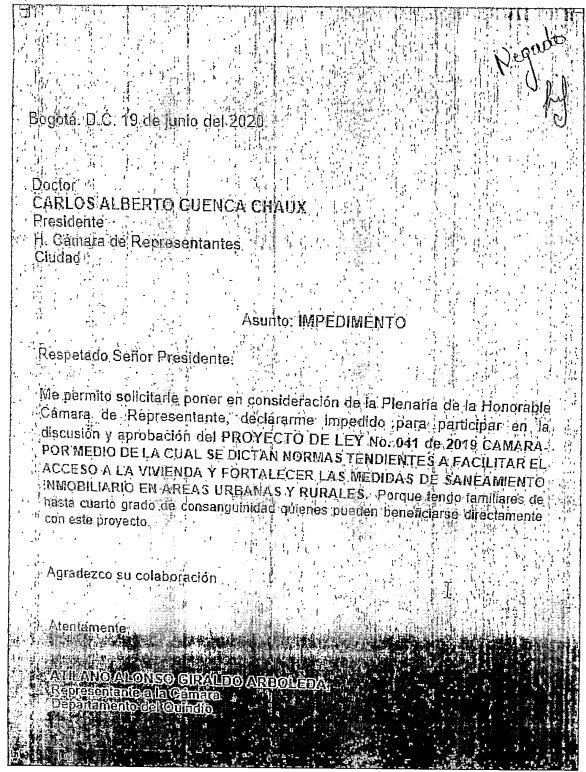 Negado
Bogotá. D.C. 19 de junio del 2020
Doctor
CARLOS ALBERTO CUENCA CHAUX
Presidente
H. Cámara de Representantes
Ciudad
Asunto: IMPEDIMENTO
Respetado Señor Presidente:
Me permito solicitarle poner en consideración de la Plenaria de la Honorable
Cámara de Representante, declararme impedido para participar en la
discusión y aprobación del PROYECTO DE LEY No. 041 de 2019 CAMARA-
POR MEDIO DE LA CUAL SE DICTAN NORMAS TENDIENTES A FACILITAR EL
ACCESO A LA VIVIENDA Y FORTALECER LAS MEDIDAS DE SANEAMIENTO
INMOBILIARIO EN AREAS URBANAS Y RURALES. Porque tengo familiares de
hasta cuarto grado de consanguinidad quienes pueden beneficiarse directamente
con este proyecto.
Agradezco su colaboración
Atentamente
ATILANO ALONSO GIRALDO ARBOLEDA,
Representante a la Cámara
Departamento del Quindío